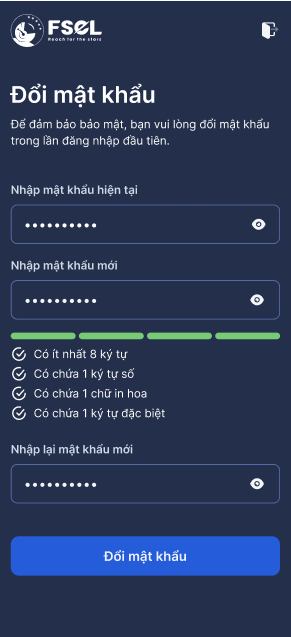 FSEL
Reach for the stars
Đổi mật khẩu
Để đảm bảo bảo mật, bạn vui lòng đổi mật khẩu
trong lần đăng nhập đầu tiên.
Nhập mật khẩu hiện tại
Nhập mật khẩu mới
Có ít nhất 8 ký tự
Có chứa 1 ký tự số
Có chứa 1 chữ in hoa
Có chứa 1 ký tự đặc biệt
Nhập lại mật khẩu mới
Đổi mật khẩu